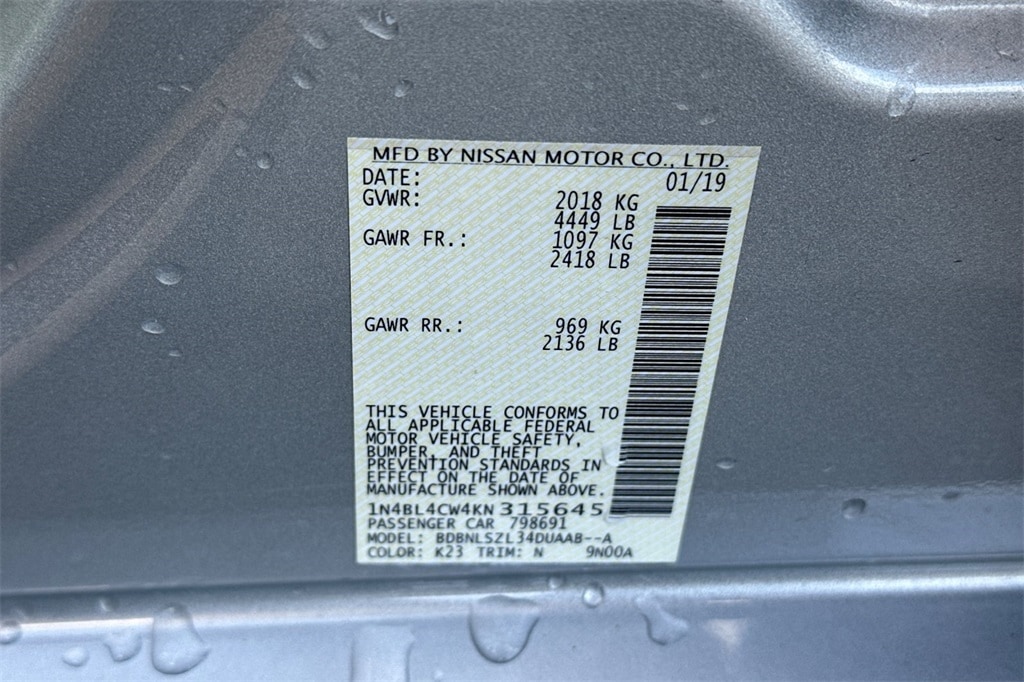 MFD BY NISSAN MOTOR CO., LTD.
DATE: 01/19
GVWR: 2018 KG
4449 LB
GAWR FR.: 1097 KG
2418 LB
GAWR RR.: 969 KG
2136 LB
THIS VEHICLE CONFORMS TO
ALL APPLICABLE FEDERAL
MOTOR VEHICLE SAFETY,
BUMPER, AND THEFT
PREVENTION STANDARDS IN
EFFECT ON THE DATE OF
MANUFACTURE SHOWN ABOVE.
1N4BL4CW4KN315645
PASSENGER CAR 798691
MODEL: BDBNLSZL34DUAAB--A
COLOR: K23 TRIM: N 9N00A